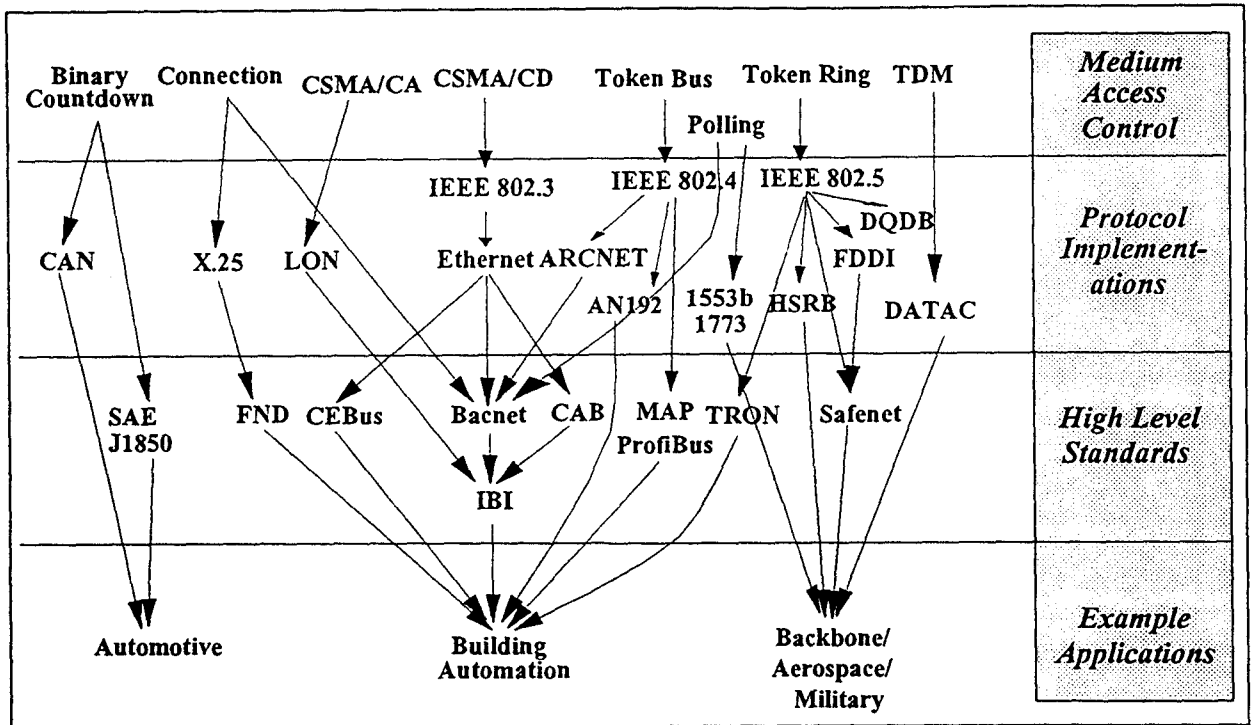 Binary
Countdown
Connection
CSMA/CA
CSMA/CD
Token Bus
Polling
Token Ring
TDM
Medium
Access
Control
IEEE 802.3
IEEE 802.4
IEEE 802.5
DQDB
CAN
X.25
LON
Ethernet
ARCNET
FDDI
AN192
1553b
1773
HSRB
DATAC
Protocol
Implement-
ations
SAE
J1850
FND
CEBus
Bacnet
CAB
MAP
ProfiBus
TRON
Safenet
IBI
High Level
Standards
Automotive
Building
Automation
Backbone/
Aerospace/
Military
Example
Applications